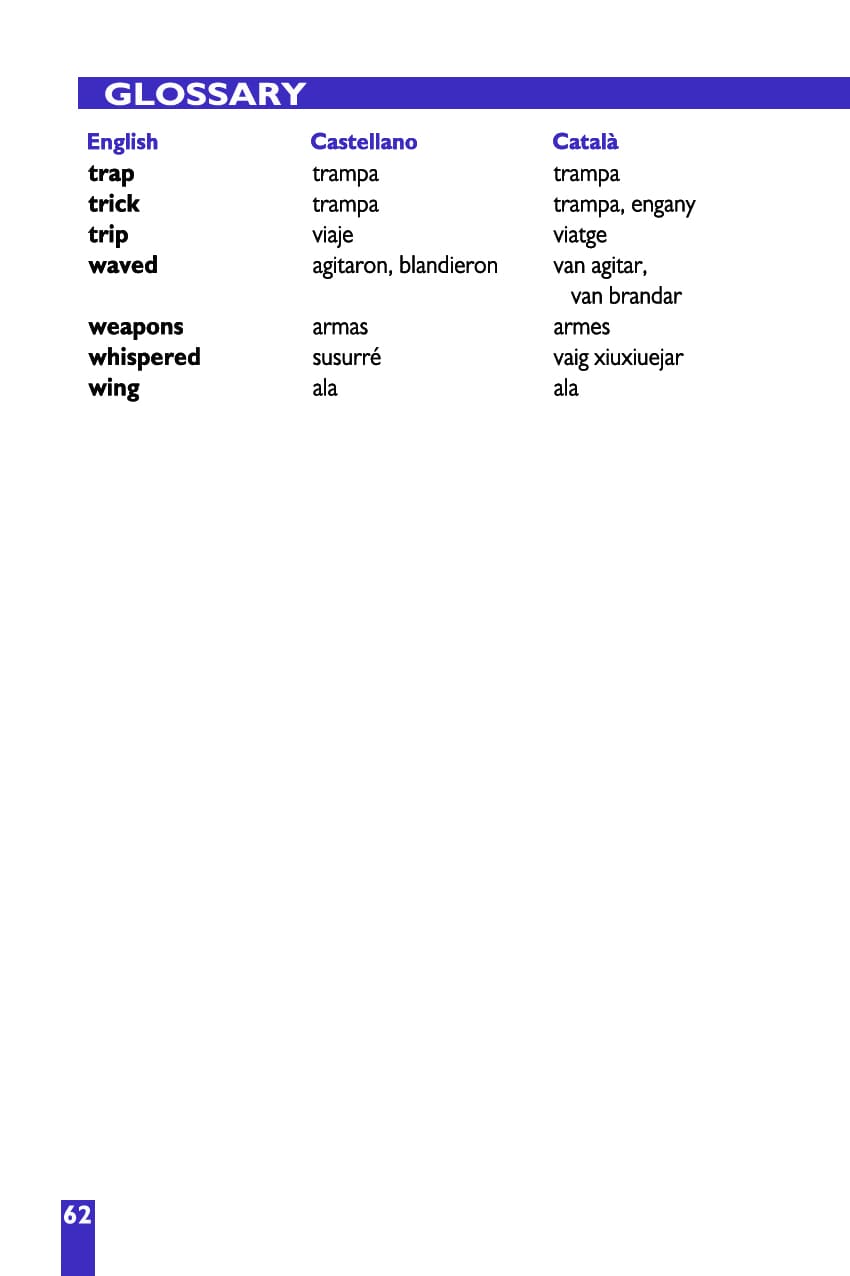 GLOSSARY
English Castellano Català
trap trampa trampa
trick trampa trampa, engany
trip viaje viatge
waved agitaron, blandieron van agitar,
van brandar
weapons armas armes
whispered susurré vaig xiuxiuejar
wing ala ala
62